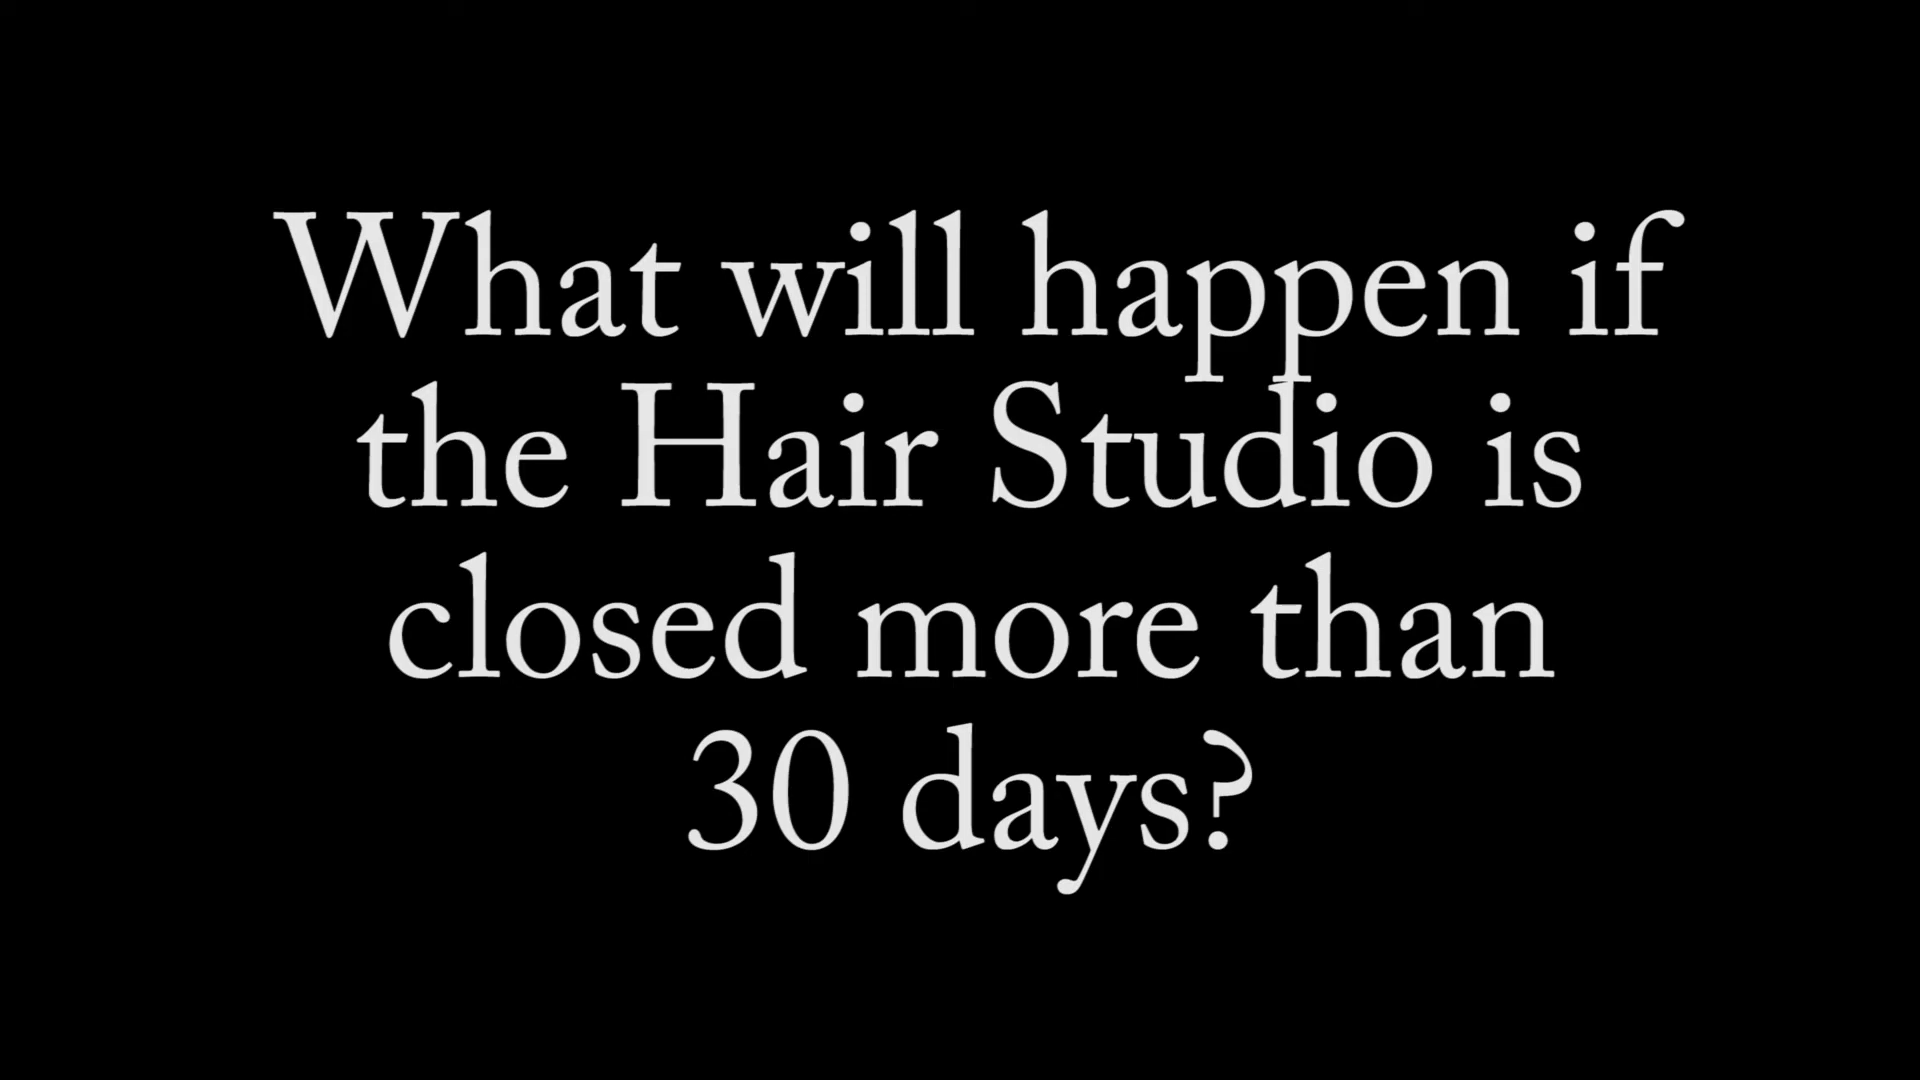 What will happen if
the Hair Studio is
closed more than
30 days?